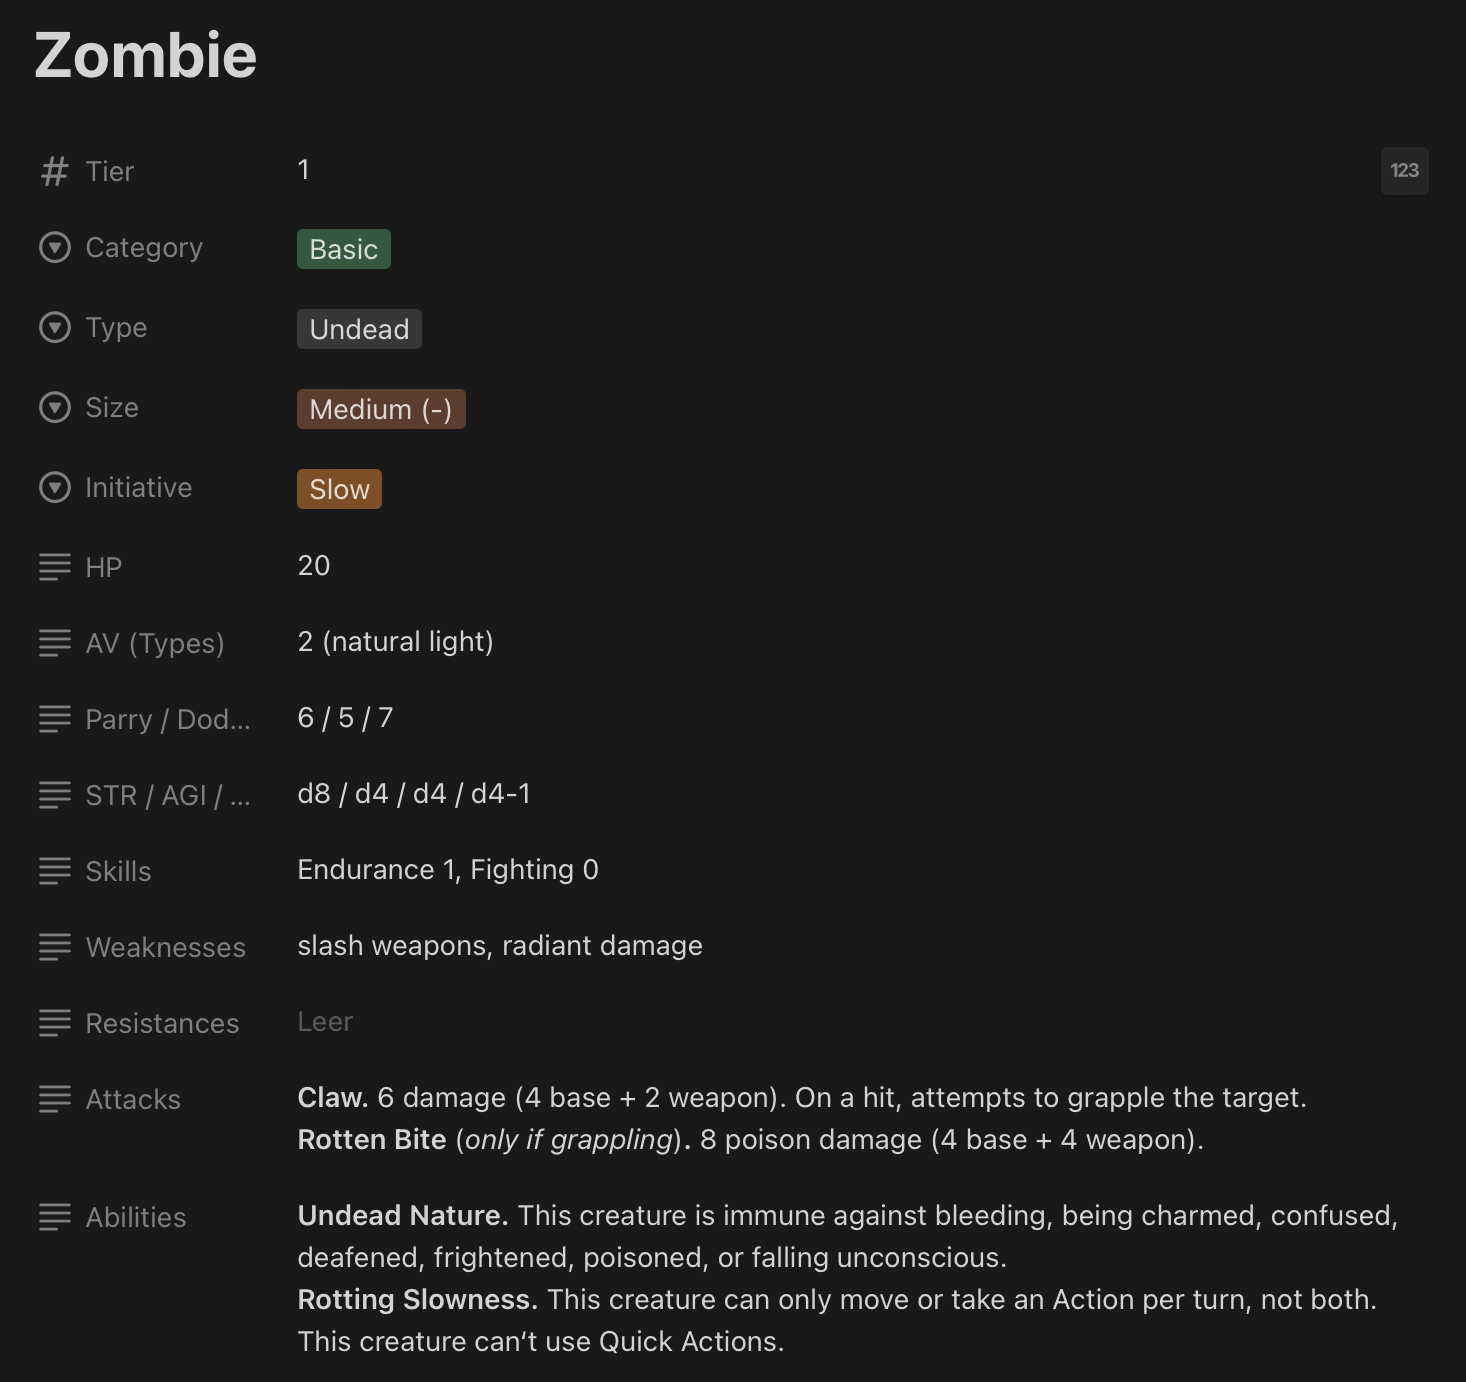 Zombie
Tier 1
123
Category Basic
Type Undead
Size Medium (-)
Initiative Slow
HP 20
AV (Types) 2 (natural light)
Parry / Dod... 6 / 5 / 7
STR / AGI / ... d8 / d4 / d4 / d4-1
Skills Endurance 1, Fighting 0
Weaknesses slash weapons, radiant damage
Resistances Leer
Attacks Claw. 6 damage (4 base + 2 weapon). On a hit, attempts to grapple the target.
Rotten Bite (only if grappling). 8 poison damage (4 base + 4 weapon).
Abilities Undead Nature. This creature is immune against bleeding, being charmed, confused,
deafened, frightened, poisoned, or falling unconscious.
Rotting Slowness. This creature can only move or take an Action per turn, not both.
This creature can‘t use Quick Actions.